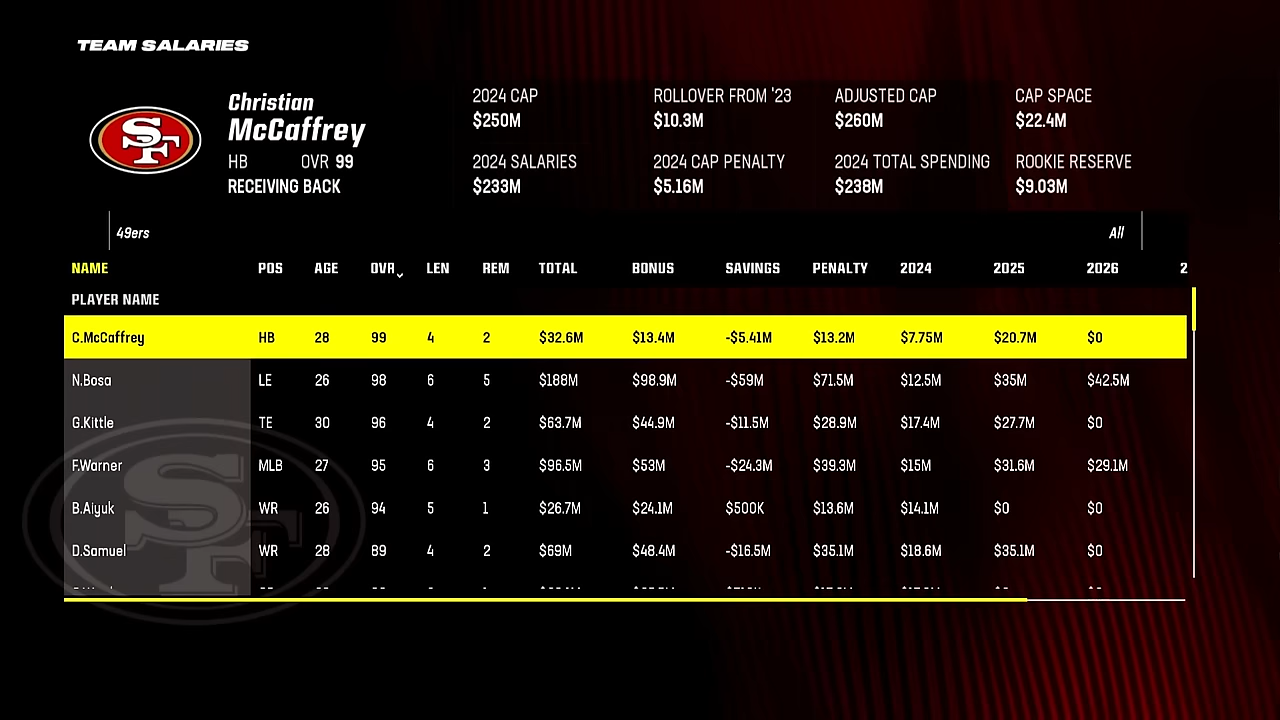 TEAM SALARIES
Christian
McCaffrey
HB OVR 99
RECEIVING BACK
2024 CAP ROLLOVER FROM '23 ADJUSTED CAP CAP SPACE
$250M $10.3M $260M $22.4M
2024 SALARIES 2024 CAP PENALTY 2024 TOTAL SPENDING ROOKIE RESERVE
$233M $5.16M $238M $9.03M
SF
49ers All
NAME POS AGE OVR LEN REM TOTAL BONUS SAVINGS PENALTY 2024 2025 2026 2
PLAYER NAME
C.McCaffrey HB 28 99 4 2 $32.6M $13.4M -$5.41M $13.2M $7.75M $20.7M $0
N.Bosa LE 26 98 6 5 $188M $98.9M -$59M $71.5M $12.5M $35M $42.5M
G.Kittle TE 30 96 4 2 $63.7M $44.9M -$11.5M $28.9M $17.4M $27.7M $0
F.Warner MLB 27 95 6 3 $96.5M $53M -$24.3M $39.3M $15M $31.6M $29.1M
B.Aiyuk WR 26 94 5 1 $26.7M $24.1M $500K $13.6M $14.1M $0 $0
D.Samuel WR 28 89 4 2 $69M $48.4M -$16.5M $35.1M $18.6M $35.1M $0
SF